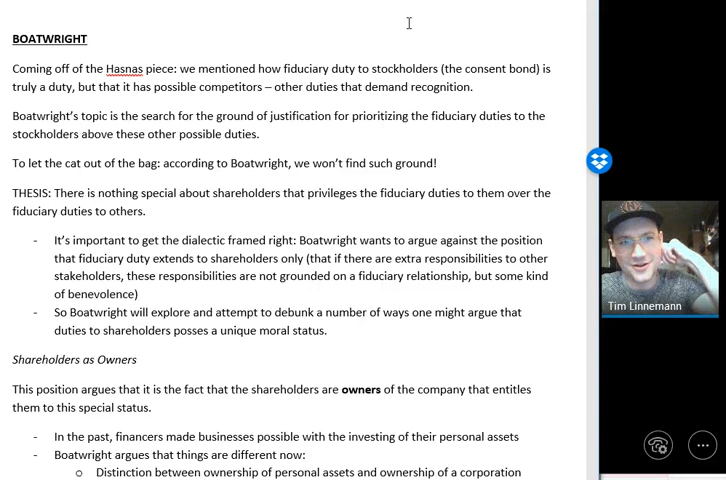 BOATWRIGHT
Coming off of the Hasnas piece: we mentioned how fiduciary duty to stockholders (the consent bond) is
truly a duty, but that it has possible competitors – other duties that demand recognition.
Boatwright’s topic is the search for the ground of justification for prioritizing the fiduciary duties to the
stockholders above these other possible duties.
To let the cat out of the bag: according to Boatwright, we won’t find such ground!
THESIS: There is nothing special about shareholders that privileges the fiduciary duties to them over the
fiduciary duties to others.
- It’s important to get the dialectic framed right: Boatwright wants to argue against the position
that fiduciary duty extends to shareholders only (that if there are extra responsibilities to other
stakeholders, these responsibilities are not grounded on a fiduciary relationship, but some kind
of benevolence)
- So Boatwright will explore and attempt to debunk a number of ways one might argue that
duties to shareholders posses a unique moral status.
Shareholders as Owners
This position argues that it is the fact that the shareholders are owners of the company that entitles
them to this special status.
- In the past, financers made businesses possible with the investing of their personal assets
- Boatwright argues that things are different now:
o Distinction between ownership of personal assets and ownership of a corporation
Tim Linnemann